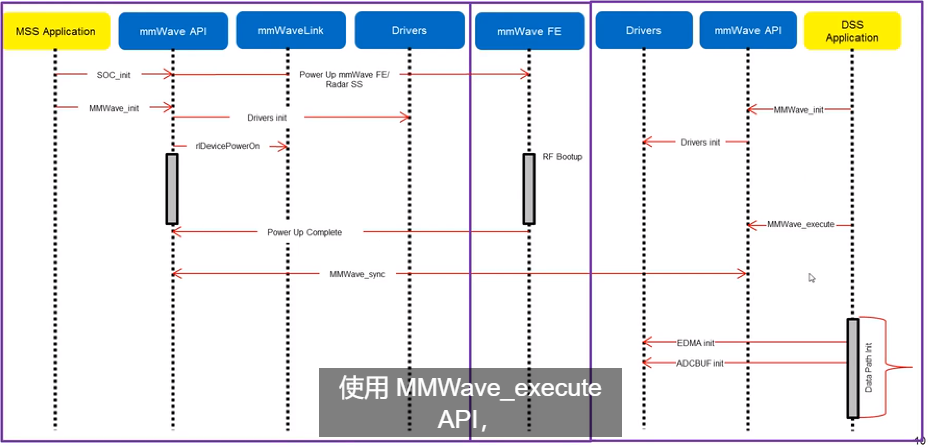 MSS Application
mmWave API
mmWaveLink
Drivers
mmWave FE
Drivers
mmWave API
DSS
Application
SOC_init
Power Up mmWave FE/
Radar SS
MMWave_init
MMWave_init
Drivers init
Drivers init
rlDevicePowerOn
RF Bootup
MMWave_execute
Power Up Complete
MMWave_sync
EDMA init
ADCBUF init
Data Path Init
使用 MMWave_execute
API，
10